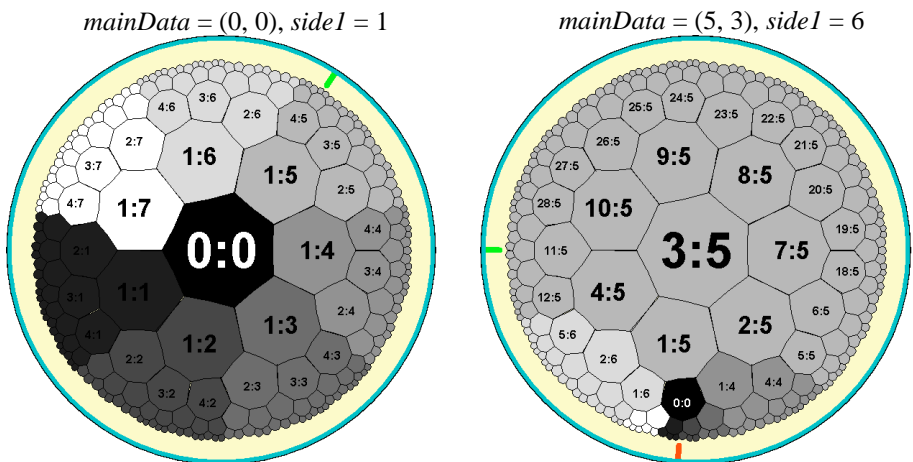 mainData = (0, 0), side1 = 1
mainData = (5, 3), side1 = 6
4:6 3:6 2:6
2:7 1:6 4:5
3:7 1:5 3:5
4:7 1:7 2:5
0:0 4:4
2:1 1:4
3:4
3:1 1:1
4:1 1:2 1:3 2:4
2:2 4:3
3:2 4:2 2:3 3:3
25:5 24:5 23:5 22:5
26:5 9:5 21:5
27:5 8:5 20:5
28:5 10:5
3:5 7:5 19:5
11:5 18:5
12:5 4:5 6:5
5:6 1:5 2:5
2:6 5:5
1:6 0:0 1:4 4:4